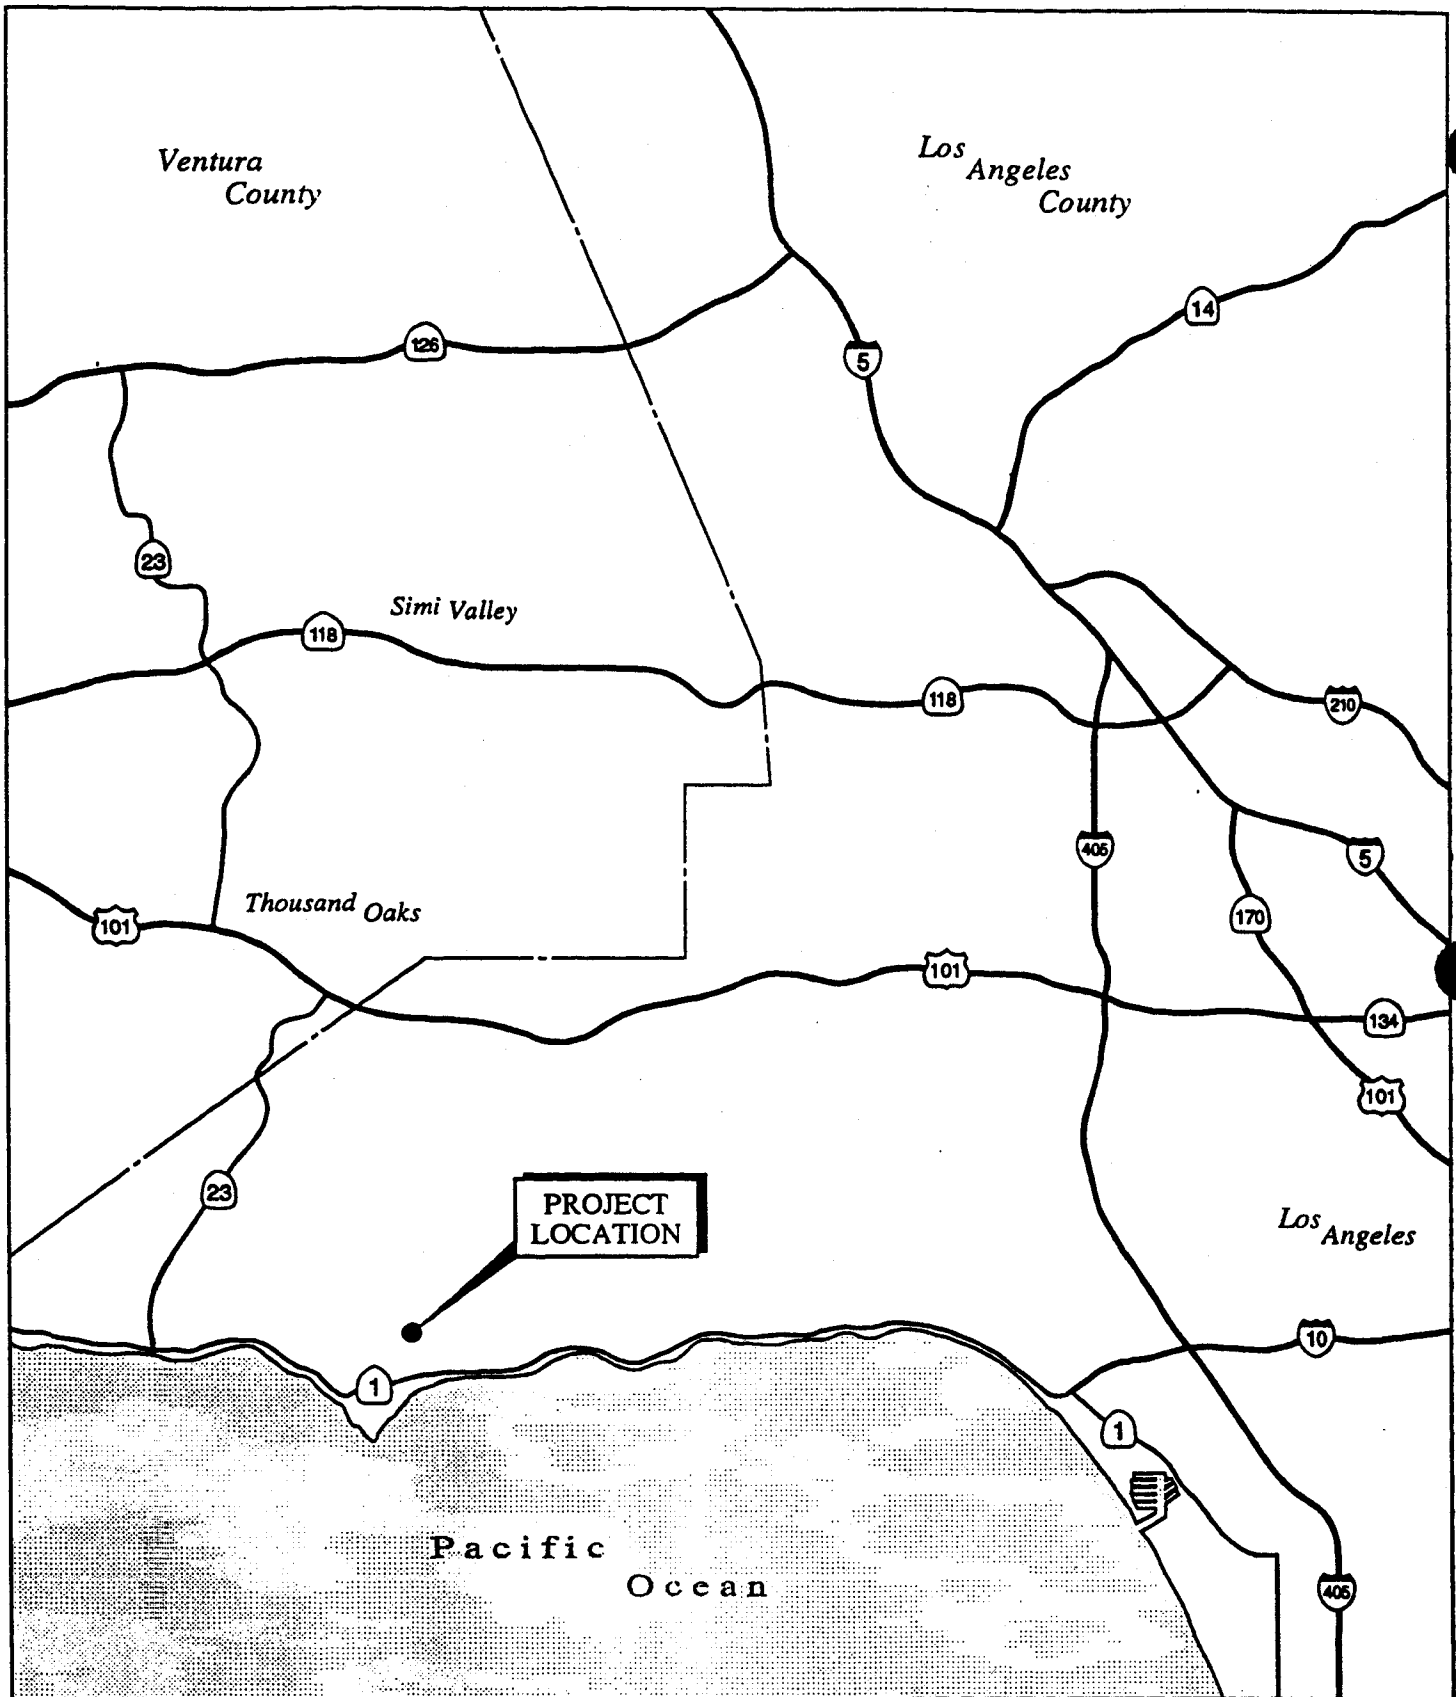 Ventura
County
Los
Angeles
County
14
126
5
23
Simi Valley
118
118
210
405
5
Thousand Oaks
101
170
101
134
101
23
PROJECT
LOCATION
Los
Angeles
10
1
1
Pacific
Ocean
405